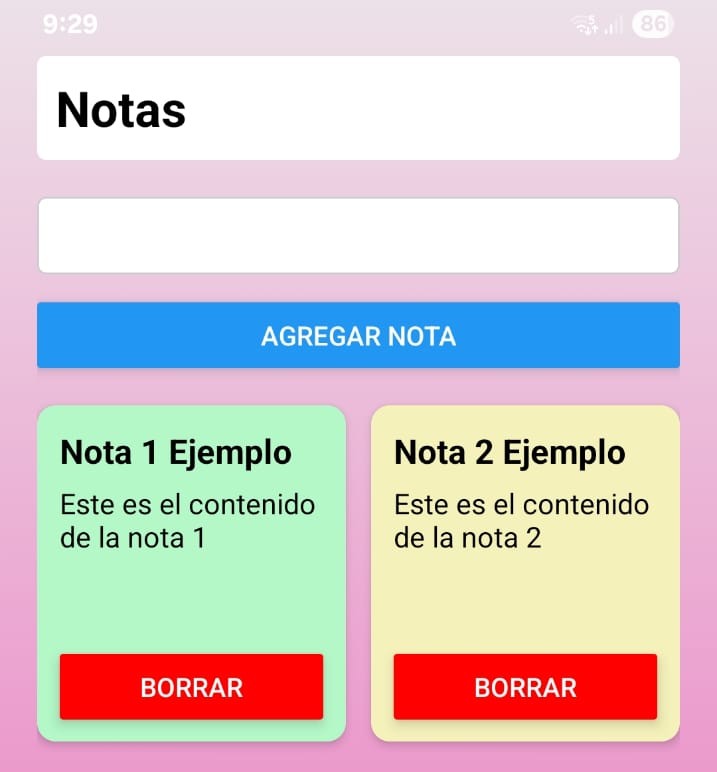 9:29
5
86
Notas
AGREGAR NOTA
Nota 1 Ejemplo
Este es el contenido
de la nota 1
BORRAR
Nota 2 Ejemplo
Este es el contenido
de la nota 2
BORRAR